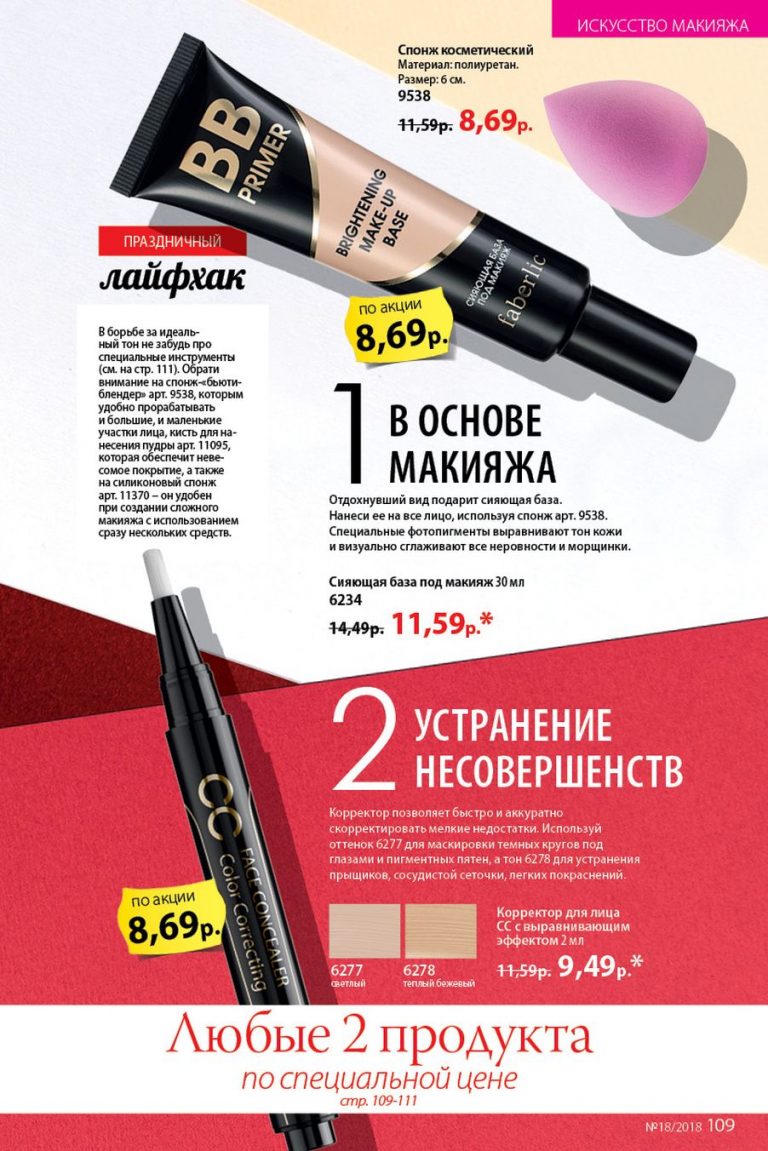 ИСКУССТВО МАКИЯЖА
Спонж косметический
Материал: полиуретан.
Размер: 6 см.
9538
11,59р. 8,69р.
BB
PRIMER
BRIGHTENING
MAKE-UP
BASE
СИЯЮЩАЯ БАЗА
ПОД МАКИЯЖ
faberlic
ПРАЗДНИЧНЫЙ
лайфхак
В борьбе за идеаль-
ный тон не забудь про
специальные инструменты
(см. на стр. 111). Обрати
внимание на спонж-«бьюти-
блендер» арт. 9538, которым
удобно прорабатывать
и большие, и маленькие
участки лица, кисть для на-
несения пудры арт. 11095,
которая обеспечит неве-
сомое покрытие, а также
на силиконовый спонж
арт. 11370 – он удобен
при создании сложного
макияжа с использованием
сразу нескольких средств.
по акции
8,69р.
1 В ОСНОВЕ
МАКИЯЖА
Отдохнувший вид подарит сияющая база.
Нанеси ее на все лицо, используя спонж арт. 9538.
Специальные фотопигменты выравнивают тон кожи
и визуально сглаживают все неровности и морщинки.
Сияющая база под макияж 30 мл
6234
14,49р. 11,59р.*
2 УСТРАНЕНИЕ
НЕСОВЕРШЕНСТВ
Корректор позволяет быстро и аккуратно
скорректировать мелкие недостатки. Используй
оттенок 6277 для маскировки темных кругов под
глазами и пигментных пятен, а тон 6278 для устранения
прыщиков, сосудистой сеточки, легких покраснений.
CC
FACE CONCEALER
Color Correcting
по акции
8,69р.
6277
светлый
6278
теплый бежевый
Корректор для лица
CC с выравнивающим
эффектом 2 мл
11,59р. 9,49р.*
Любые 2 продукта
по специальной цене
стр. 109-111
№18/2018 109